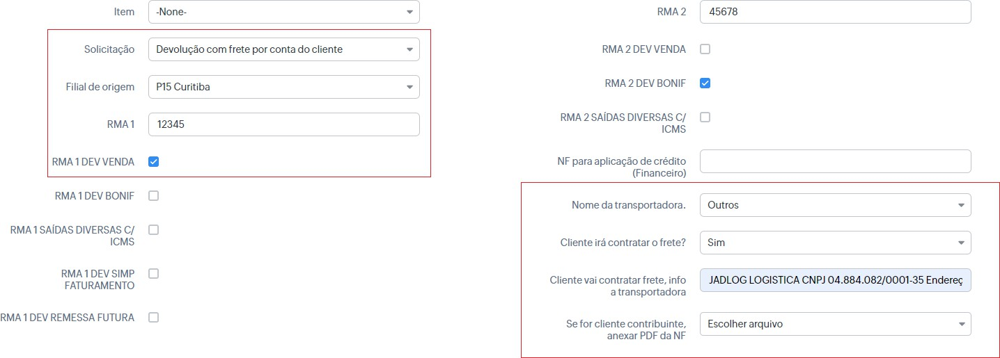 Item
-None-
Solicitação
Devolução com frete por conta do cliente
Filial de origem
P15 Curitiba
RMA 1
12345
RMA 1 DEV VENDA
RMA 1 DEV BONIF
RMA 1 SAÍDAS DIVERSAS C/
ICMS
RMA 1 DEV SIMP
FATURAMENTO
RMA 1 DEV REMESSA FUTURA
RMA 2
45678
RMA 2 DEV VENDA
RMA 2 DEV BONIF
RMA 2 SAÍDAS DIVERSAS C/
ICMS
NF para aplicação de crédito
(Financeiro)
Nome da transportadora.
Outros
Cliente irá contratar o frete?
Sim
Cliente vai contratar frete, info
a transportadora
JADLOG LOGISTICA CNPJ 04.884.082/0001-35 Endereç
Se for cliente contribuinte,
anexar PDF da NF
Escolher arquivo